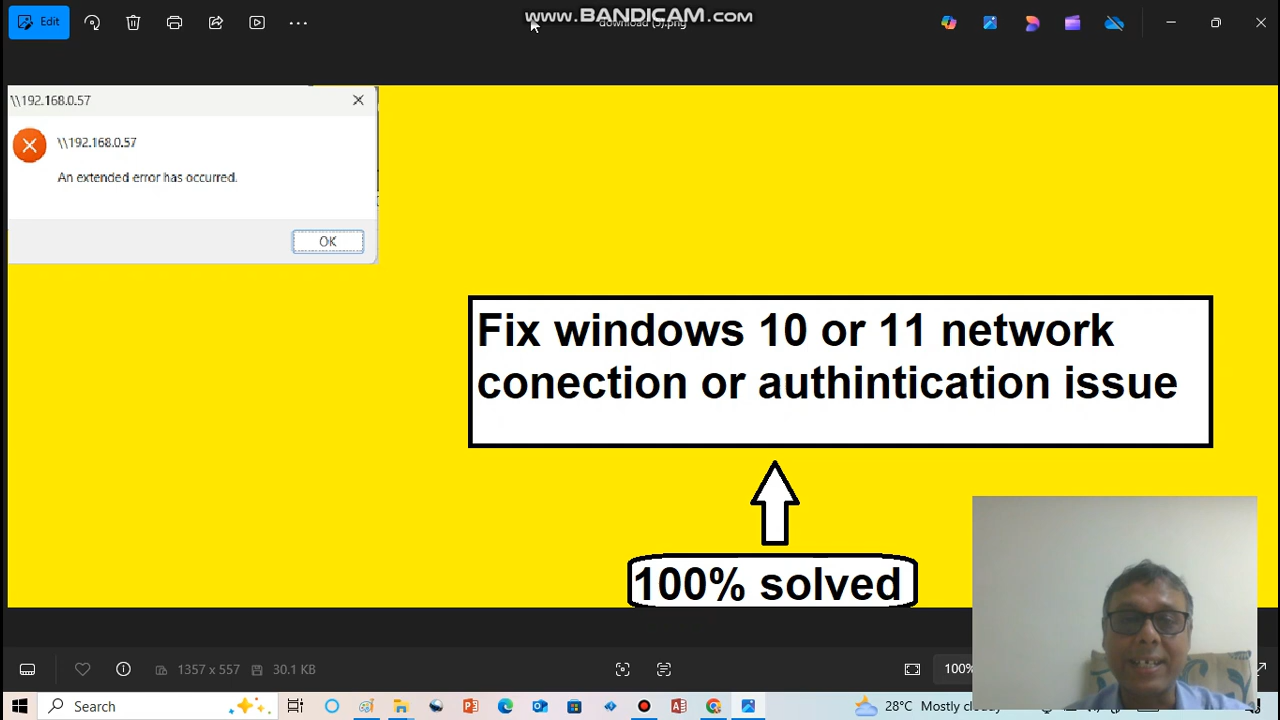 www.BANDICAM.com
Edit
\\192.168.0.57
\\192.168.0.57
An extended error has occurred.
OK
Fix windows 10 or 11 network
conection or authintication issue
100% solved
1357 x 557
30.1 KB
100%
Search
28°C Mostly cloudy